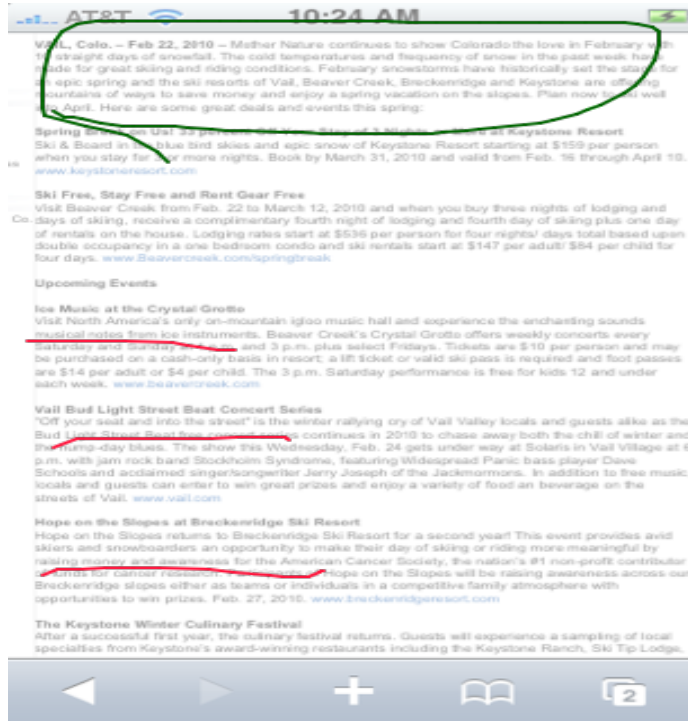 AT&T 10:24 AM
VAIL, Colo. – Feb 22, 2010 – Mother Nature continues to show Colorado the love in February with
straight days of snowfall. The cold temperatures and frequency of snow in the past week have
made for great skiing and riding conditions. February snowstorms have historically set the stage for
an epic spring and the ski resorts of Vail, Beaver Creek, Breckenridge and Keystone are offering
mountains of ways to save money and enjoy a spring vacation on the slopes. Plan now to ski well
into April. Here are some great deals and events this spring:
Spring Break on Us! 33 percent Off Your Stay of 3 Nights or More at Keystone Resort
Ski & Board in the blue bird skies and epic snow of Keystone Resort starting at $159 per person
when you stay for or more nights. Book by March 31, 2010 and valid from Feb. 16 through April 10.
www.keystoneresort.com
Ski Free, Stay Free and Rent Gear Free
Visit Beaver Creek from Feb. 22 to March 12, 2010 and when you buy three nights of lodging and
Co. days of skiing, receive a complimentary fourth night of lodging and fourth day of skiing plus one day
of rentals on the house. Lodging rates start at $536 per person for four nights/ days total based upon
double occupancy in a one bedroom condo and ski rentals start at $147 per adult/ $84 per child for
four days. www.Beavercreek.com/springbreak
Upcoming Events
Ice Music at the Crystal Grotto
Visit North America's only on-mountain igloo music hall and experience the enchanting sounds
musical notes from ice instruments. Beaver Creek's Crystal Grotto offers weekly concerts every
Saturday and Sunday p.m. and 3 p.m. plus select Fridays. Tickets are $10 per person and may
be purchased on a cash-only basis in resort; a lift ticket or valid ski pass is required and foot passes
are $14 per adult or $4 per child. The 3 p.m. Saturday performance is free for kids 12 and under
each week. www.beavercreek.com
Vail Bud Light Street Beat Concert Series
"Off your seat and into the street" is the winter rallying cry of Vail Valley locals and guests alike as the
Bud Light Street Beat free concert series continues in 2010 to chase away both the chill of winter and
the hump-day blues. The show this Wednesday, Feb. 24 gets under way at Solaris in Vail Village at 6
p.m. with jam rock band Stockholm Syndrome, featuring Widespread Panic bass player Dave
Schools and acclaimed singer/songwriter Jerry Joseph of the Jackmormons. In addition to free music
locals and guests can enter to win great prizes and enjoy a variety of food an beverage on the
streets of Vail. www.vail.com
Hope on the Slopes at Breckenridge Ski Resort
Hope on the Slopes returns to Breckenridge Ski Resort for a second year! This event provides avid
skiers and snowboarders an opportunity to make their day of skiing or riding more meaningful by
raising money and awareness for the American Cancer Society, the nation's #1 non-profit contributor
of funds for cancer research. Hope on the Slopes will be raising awareness across our
Breckenridge slopes either as teams or individuals in a competitive family atmosphere with
opportunities to win prizes. Feb. 27, 2010. www.breckenridgeresort.com
The Keystone Winter Culinary Festival
After a successful first year, the culinary festival returns. Guests will experience a sampling of local
specialties from Keystone's award-winning restaurants including the Keystone Ranch, Ski Tip Lodge,
2